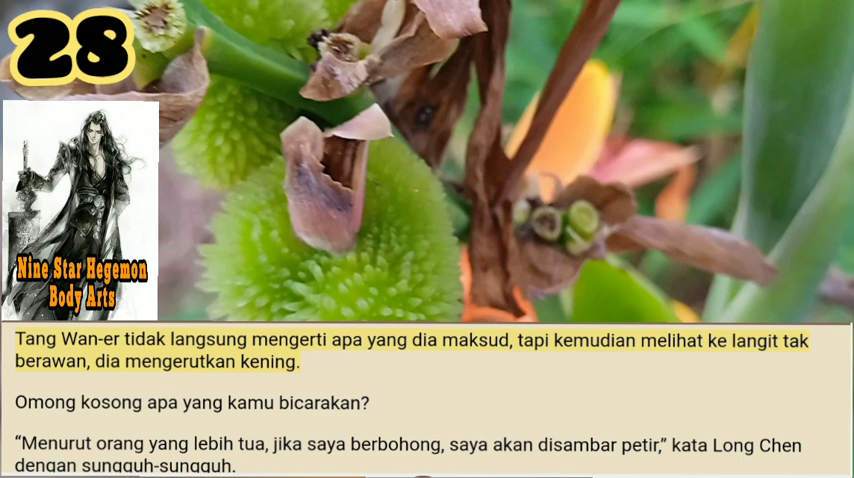 28
Nine Star Hegemon
Body Arts
Tang Wan-er tidak langsung mengerti apa yang dia maksud, tapi kemudian melihat ke langit tak
berawan, dia mengerutkan kening.
Omong kosong apa yang kamu bicarakan?
“Menurut orang yang lebih tua, jika saya berbohong, saya akan disambar petir,” kata Long Chen
dengan sungguh-sungguh.